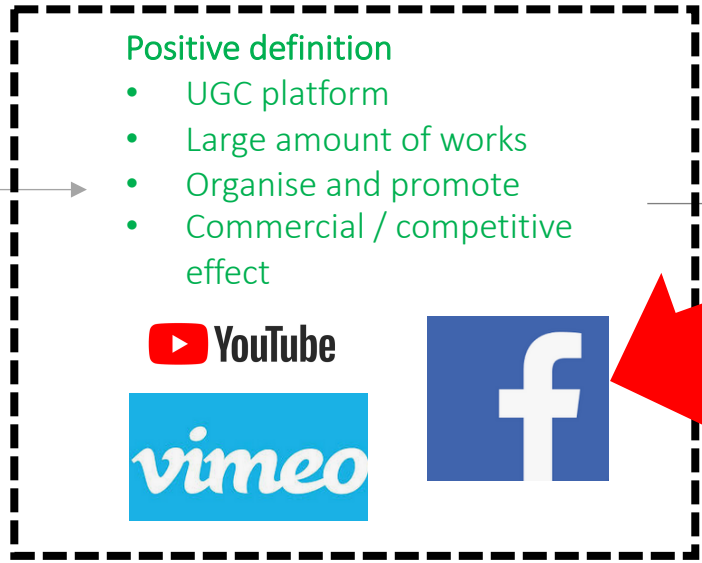 Positive definition
• UGC platform
• Large amount of works
• Organise and promote
• Commercial / competitive
effect
YouTube
f
vimeo